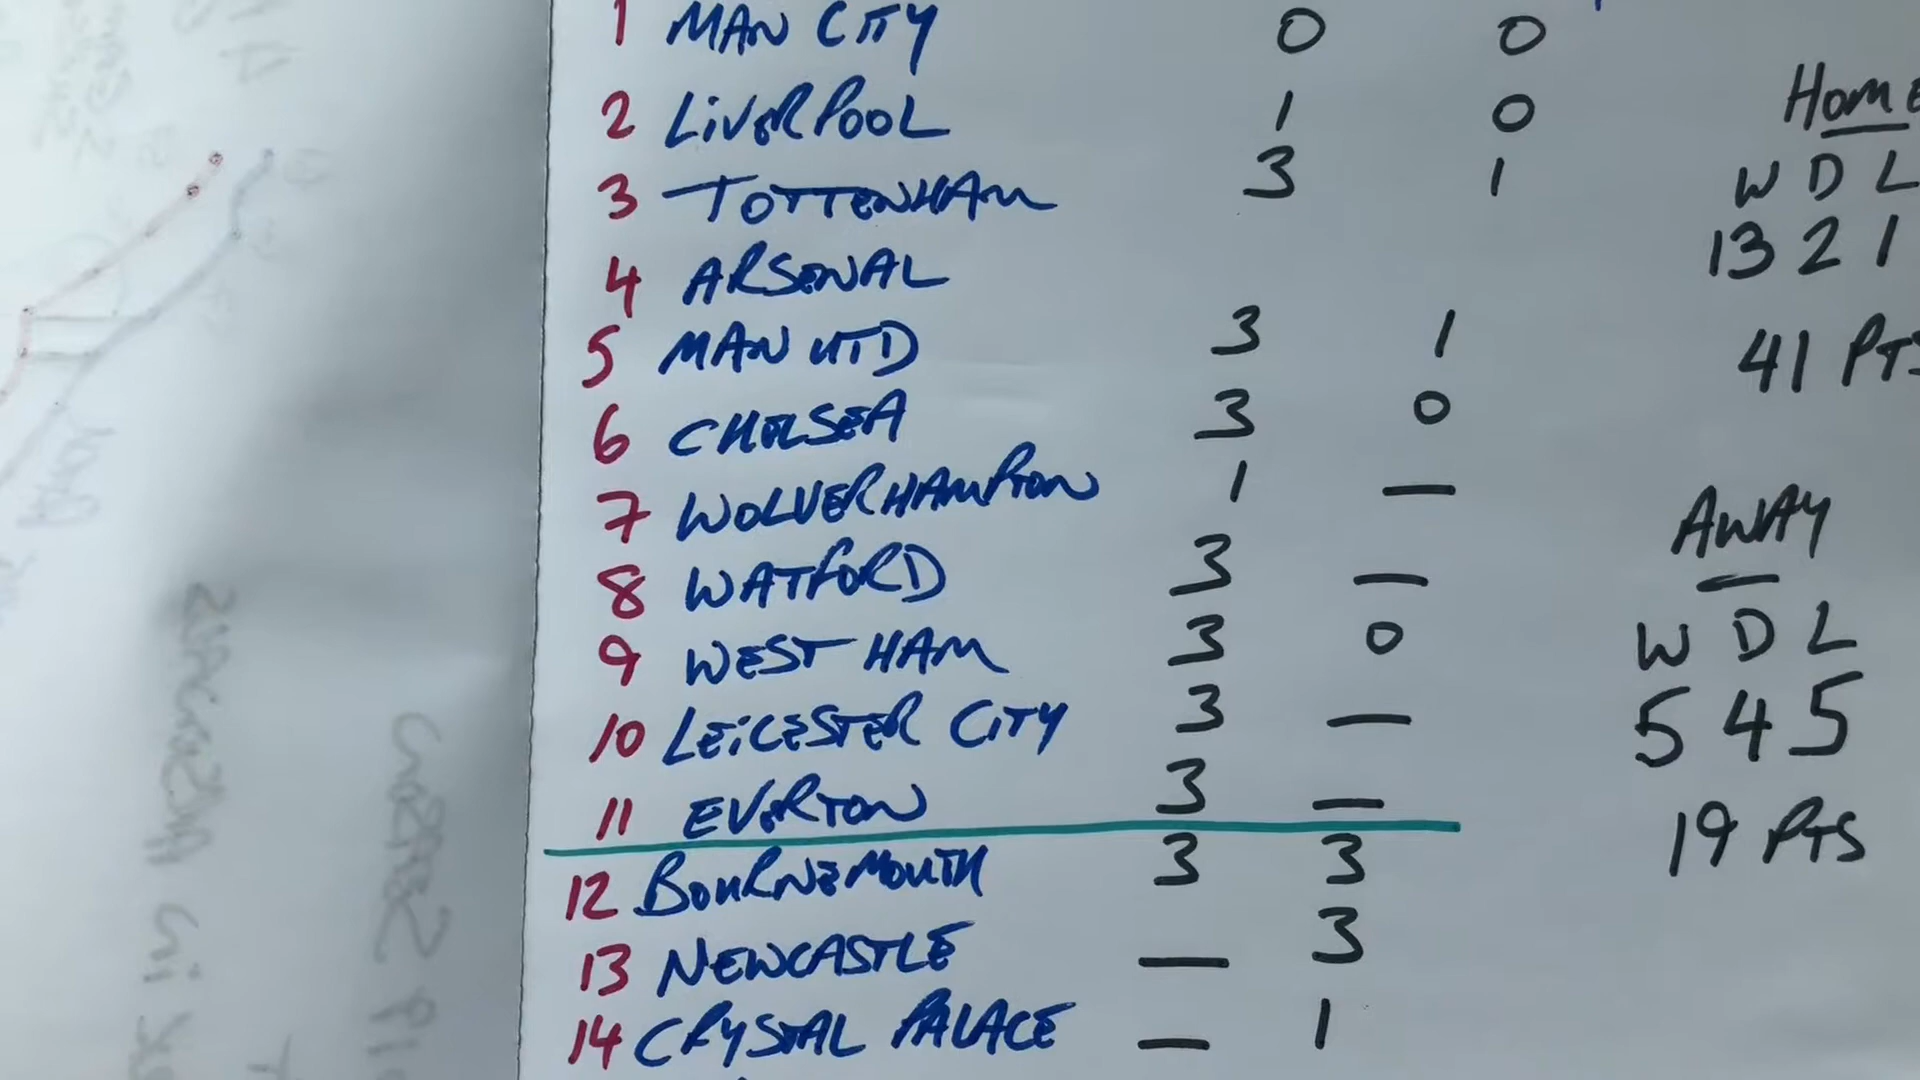 1 MAN CITY 0 0
2 LIVERPOOL 1 0
3 TOTTENHAM 3 1
4 ARSENAL
5 MAN UTD 3 1
6 CHELSEA 3 0
7 WOLVERHAMPTON 1 —
8 WATFORD 3 —
9 WEST HAM 3 0
10 LEICESTER CITY 3 —
11 EVERTON 3 —
12 BOURNEMOUTH 3 3
13 NEWCASTLE — 3
14 CRYSTAL PALACE — 1
HOME
W D L
13 2 1
41 PTS
AWAY
W D L
5 4 5
19 PTS